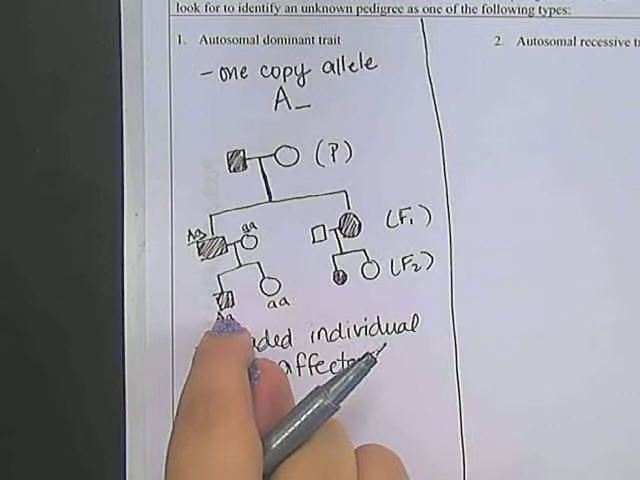 look for to identify an unknown pedigree as one of the following types:
1. Autosomal dominant trait
2. Autosomal recessive
- one copy allele
A_
(P)
Aa
aa
(F1)
(F2)
aa
Aa
individual